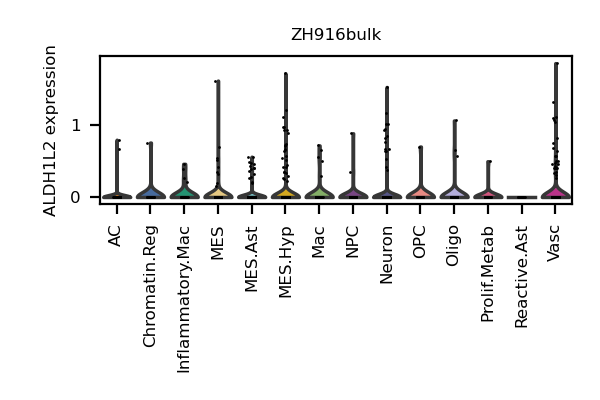 ZH916bulk
ALDH1L2 expression
1
0
AC
Chromatin.Reg
Inflammatory.Mac
MES
MES.Ast
MES.Hyp
Mac
NPC
Neuron
OPC
Oligo
Prolif.Metab
Reactive.Ast
Vasc